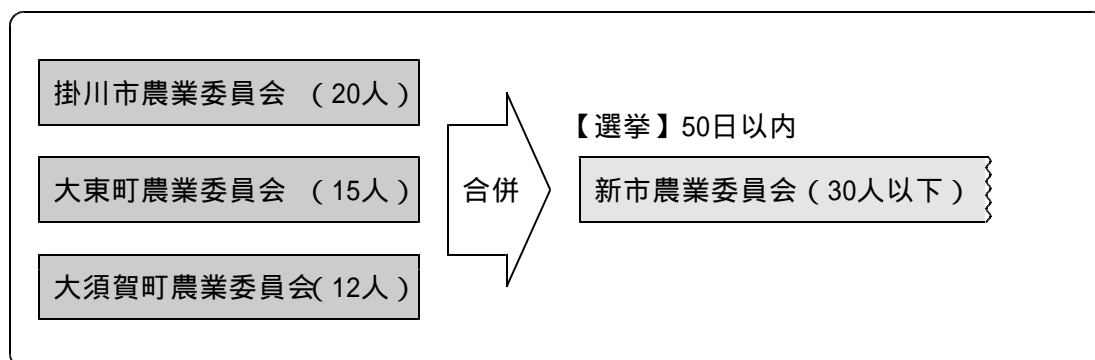 掛川市農業委員会 （20人）
大東町農業委員会 （15人）
大須賀町農業委員会（12人）
合併
【選挙】50日以内
新市農業委員会（30人以下）